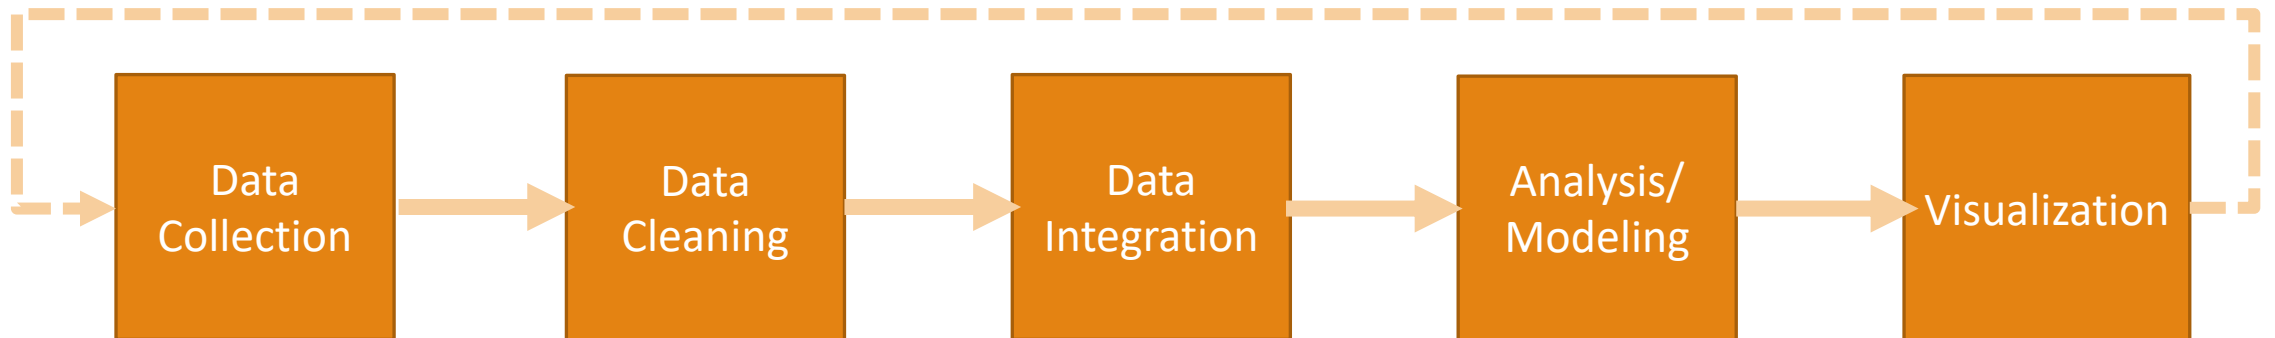 Data
Collection
Data
Cleaning
Data
Integration
Analysis/
Modeling
Visualization